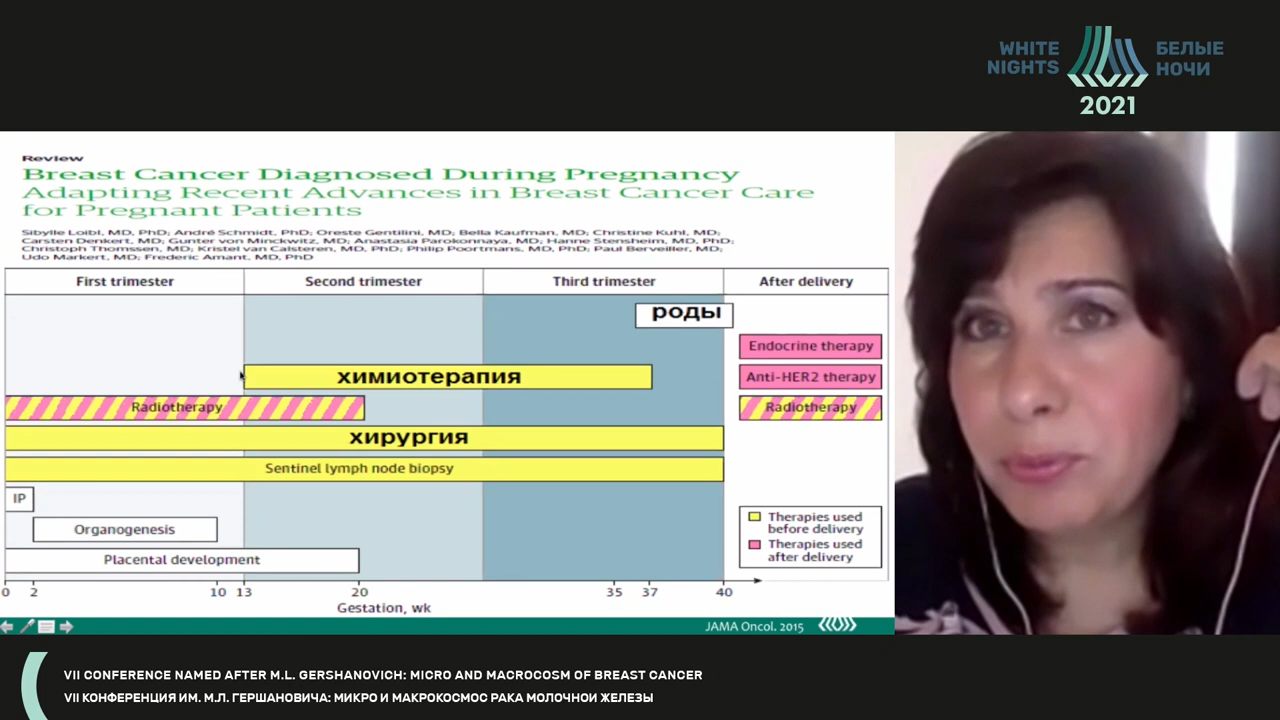 WHITE NIGHTS
БЕЛЫЕ НОЧИ
2021
Review
Breast Cancer Diagnosed During Pregnancy
Adapting Recent Advances in Breast Cancer Care
for Pregnant Patients
Sibylle Loibl, MD, PhD; André Schmidt, PhD; Oreste Gentilini, MD; Bella Kaufman, MD; Christine Kuhl, MD;
Carsten Denkert, MD; Gunter von Minckwitz, MD; Anastasia Parokonnaya, MD; Hanne Stensheim, MD, PhD;
Christoph Thomssen, MD; Kristel van Calsteren, MD, PhD; Philip Poortmans, MD, PhD; Paul Berveiller, MD;
Udo Markert, MD; Frederic Amant, MD, PhD
First trimester
Second trimester
Third trimester
After delivery
роды
Endocrine therapy
химиотерапия
Anti-HER2 therapy
Radiotherapy
Radiotherapy
хирургия
Sentinel lymph node biopsy
IP
Organogenesis
Placental development
Therapies used
before delivery
Therapies used
after delivery
0 2 10 13 20 35 37 40
Gestation, wk
JAMA Oncol. 2015
VII CONFERENCE NAMED AFTER M.L. GERSHANOVICH: MICRO AND MACROCOSM OF BREAST CANCER
VII КОНФЕРЕНЦИЯ ИМ. М.Л. ГЕРШАНОВИЧА: МИКРО И МАКРОКОСМОС РАКА МОЛОЧНОЙ ЖЕЛЕЗЫ